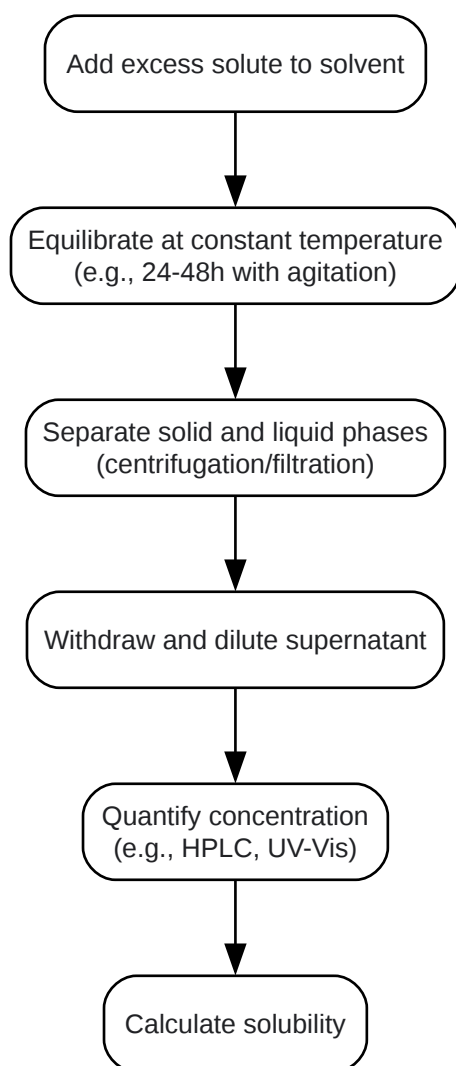 Add excess solute to solvent
Equilibrate at constant temperature
(e.g., 24-48h with agitation)
Separate solid and liquid phases
(centrifugation/filtration)
Withdraw and dilute supernatant
Quantify concentration
(e.g., HPLC, UV-Vis)
Calculate solubility